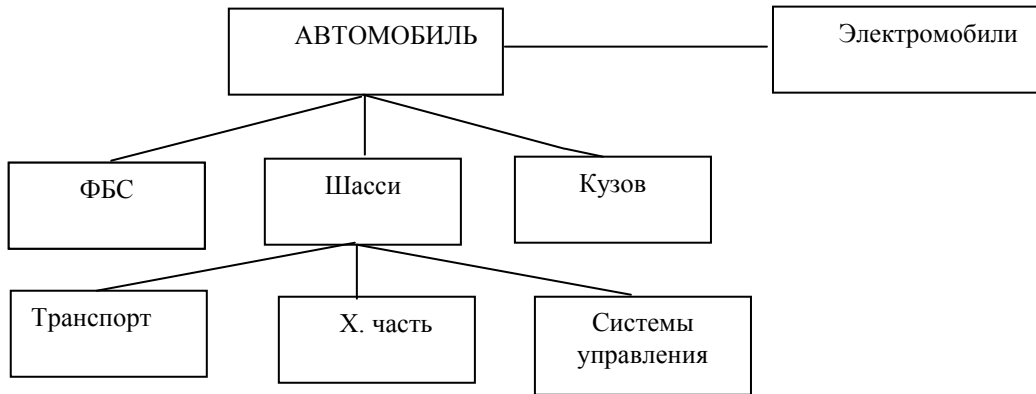 АВТОМОБИЛЬ
Электромобили
ФБС
Шасси
Кузов
Транспорт
Х. часть
Системы
управления